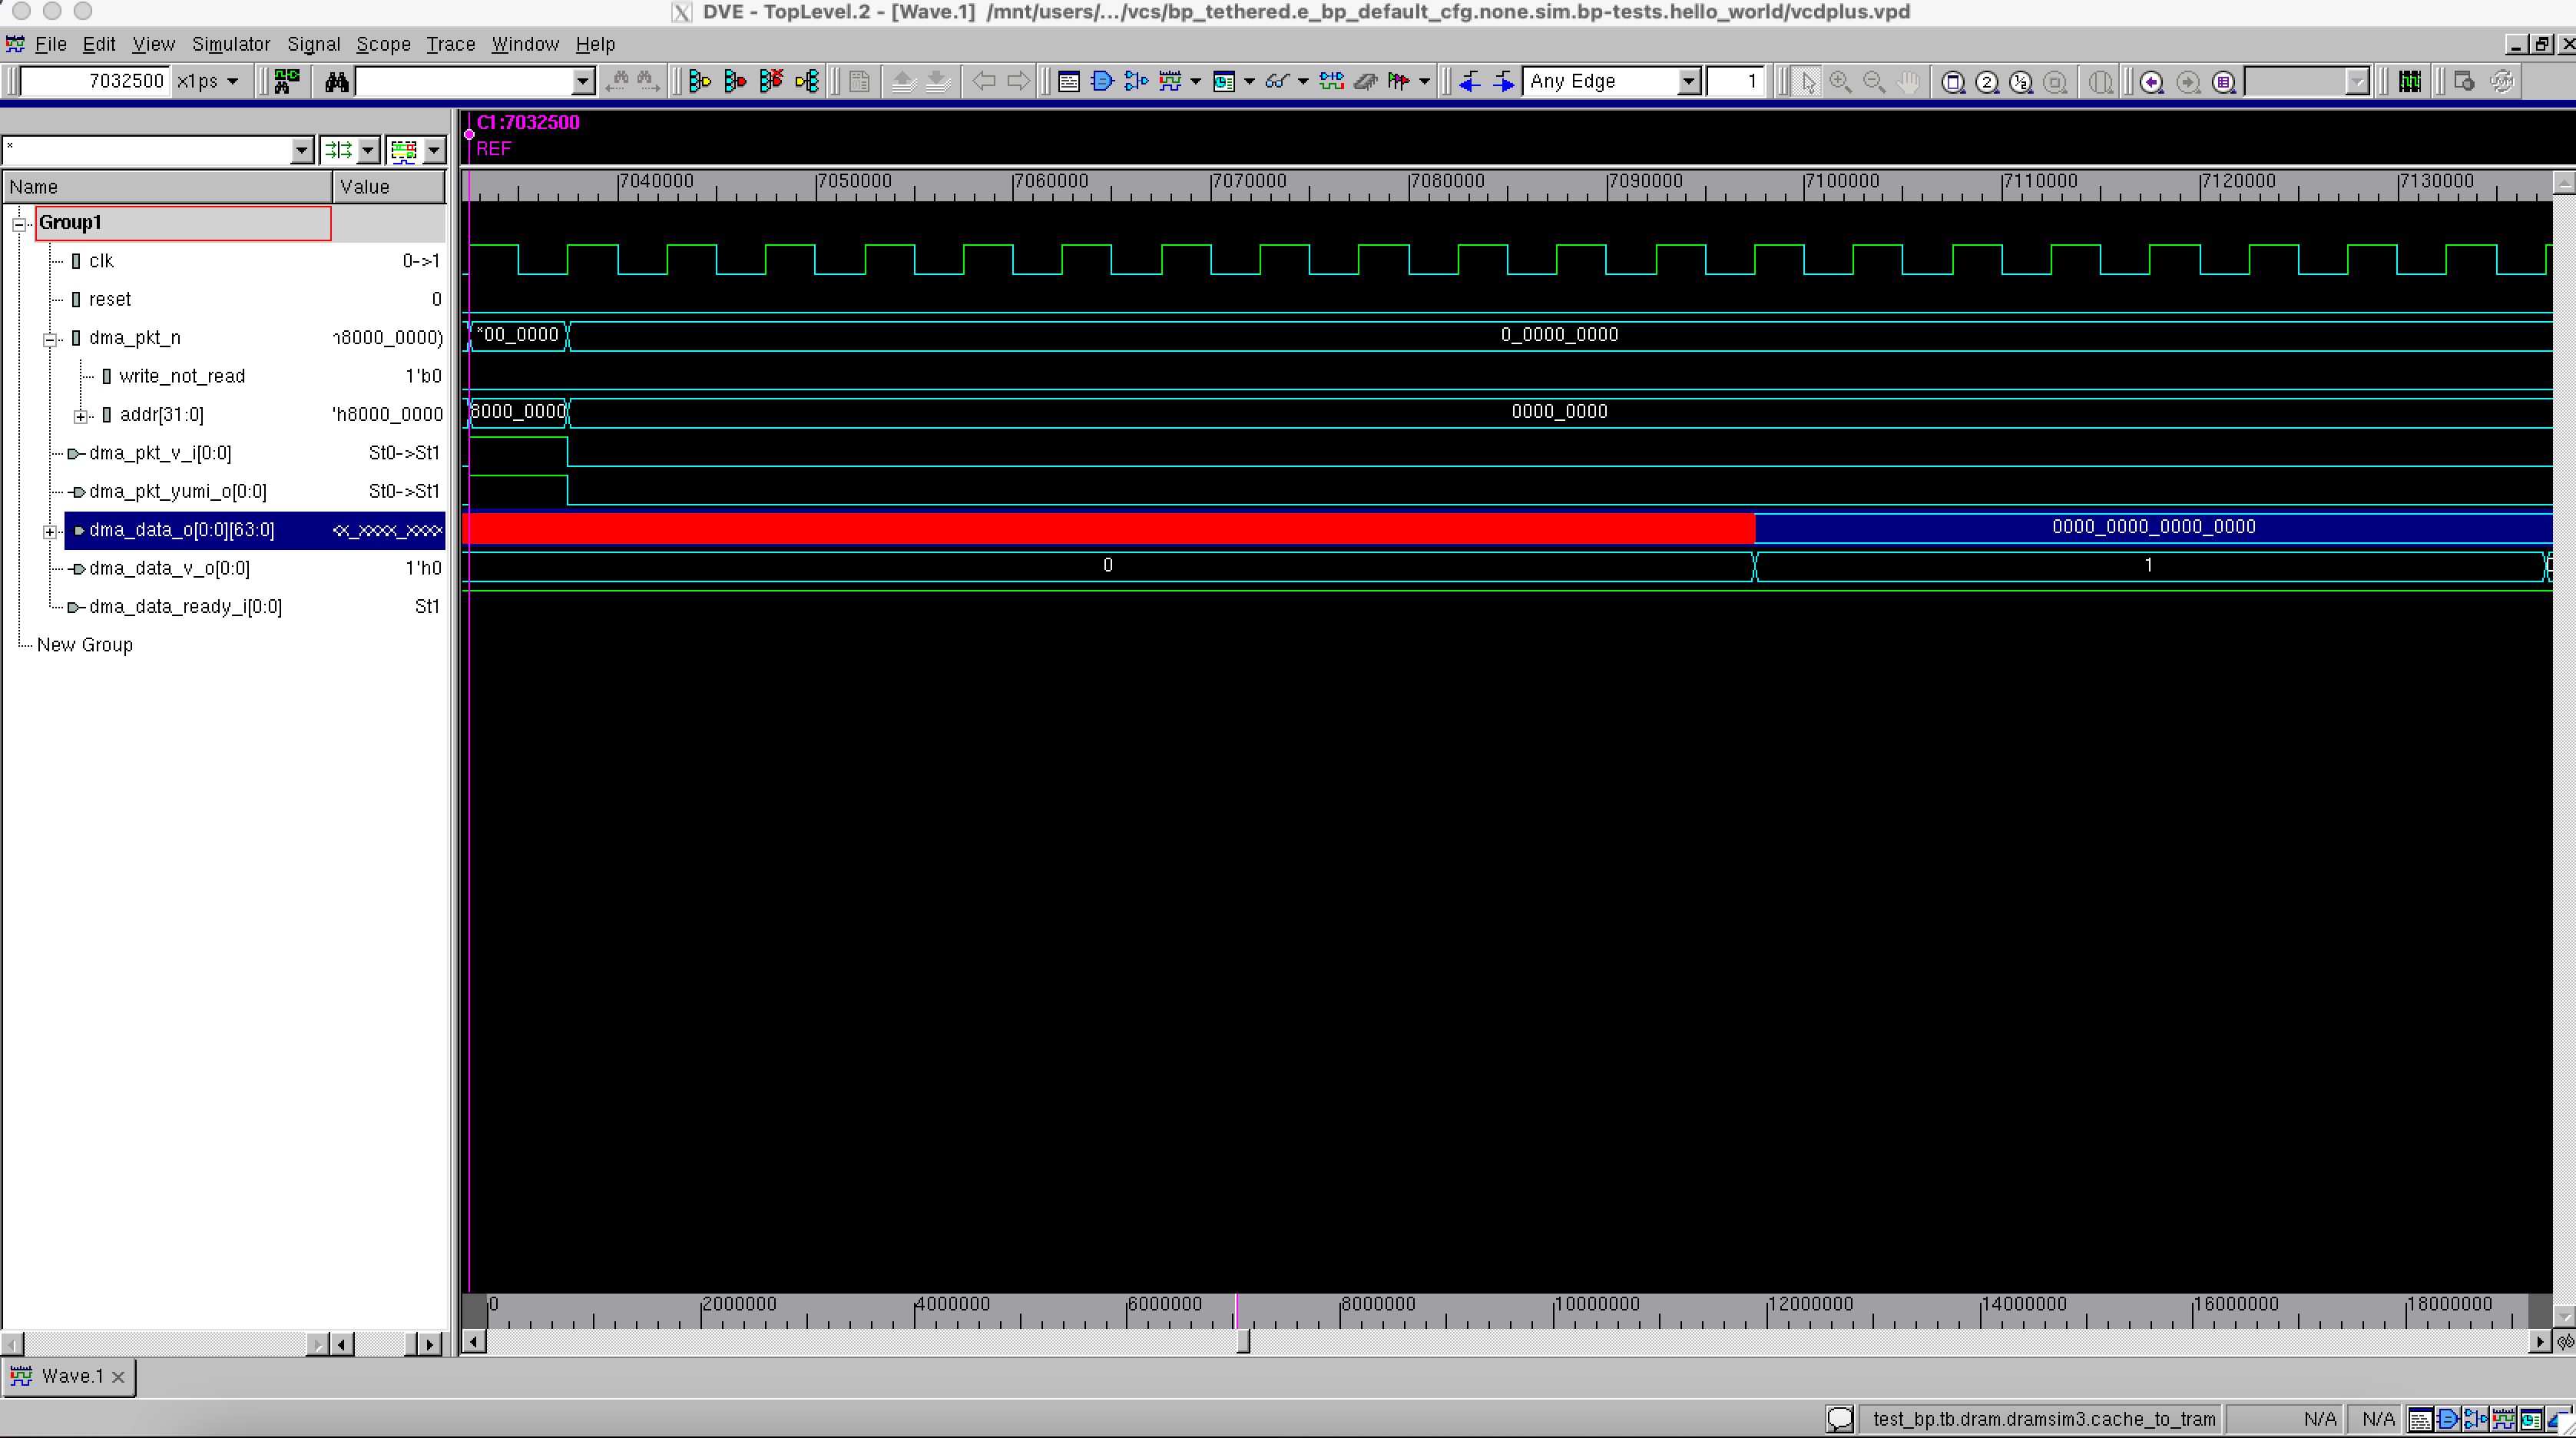 DVE - TopLevel.2 - [Wave.1] /mnt/users/.../vcs/bp_tethered.e_bp_default_cfg.none.sim.bp-tests.hello_world/vcdplus.vpd
File Edit View Simulator Signal Scope Trace Window Help
7032500 x1ps Any Edge 1
C1:7032500
REF
*
Name Value
7040000 7050000 7060000 7070000 7080000 7090000 7100000 7110000 7120000 7130000
Group1
clk 0->1
reset 0
dma_pkt_n 8000_0000) *00_0000 0_0000_0000
write_not_read 1'b0
addr[31:0] 'h8000_0000 8000_0000 0000_0000
dma_pkt_v_i[0:0] St0->St1
dma_pkt_yumi_o[0:0] St0->St1
dma_data_o[0:0][63:0] x_xxxx_xxxx 0000_0000_0000_0000
dma_data_v_o[0:0] 1'h0 0 1
dma_data_ready_i[0:0] St1
New Group
0 2000000 4000000 6000000 8000000 10000000 12000000 14000000 16000000 18000000
Wave.1
test_bp.tb.dram.dramsim3.cache_to_tram N/A N/A